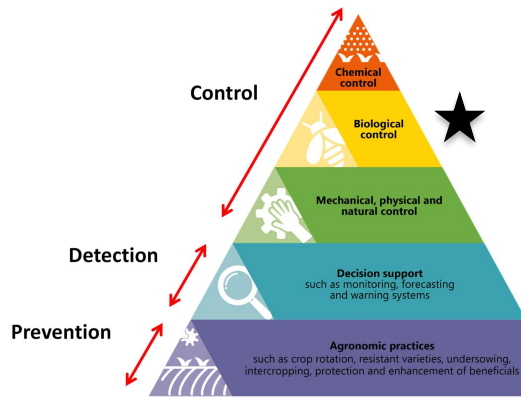 Chemical
control
Control
Biological
control
Mechanical, physical and
natural control
Detection
Decision support
such as monitoring, forecasting
and warning systems
Prevention
Agronomic practices
such as crop rotation, resistant varieties, undersowing,
intercropping, protection and enhancement of beneficials